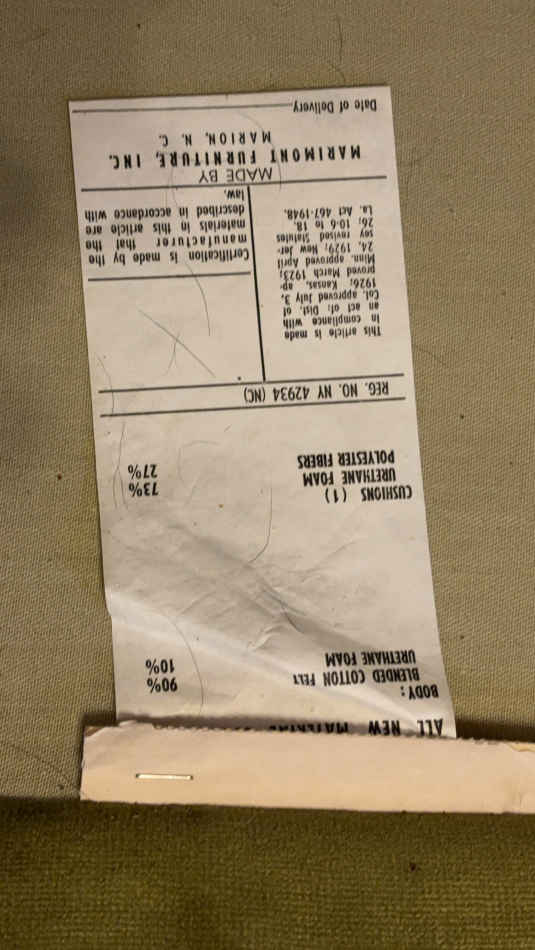 ALL NEW MATERIAL
BODY:
BLENDED COTTON FELT 90%
URETHANE FOAM 10%
CUSHIONS (1)
URETHANE FOAM 73%
POLYESTER FIBERS 27%
REG. NO. NY 42934 (NC)
This article is made
in compliance with
an act of: Dist. of
Col. approved July 3,
1926; Kansas, ap-
proved March 1923;
Minn. approved April
24, 1929; New Jer-
sey revised Statutes
26; 10-6 to 18.
La. Act 467-1948.
Certification is made by the
manufacturer that the
materials in this article are
described in accordance with
law.
MADE BY
MARIMONT FURNITURE, INC.
MARION, N. C.
Date of Delivery